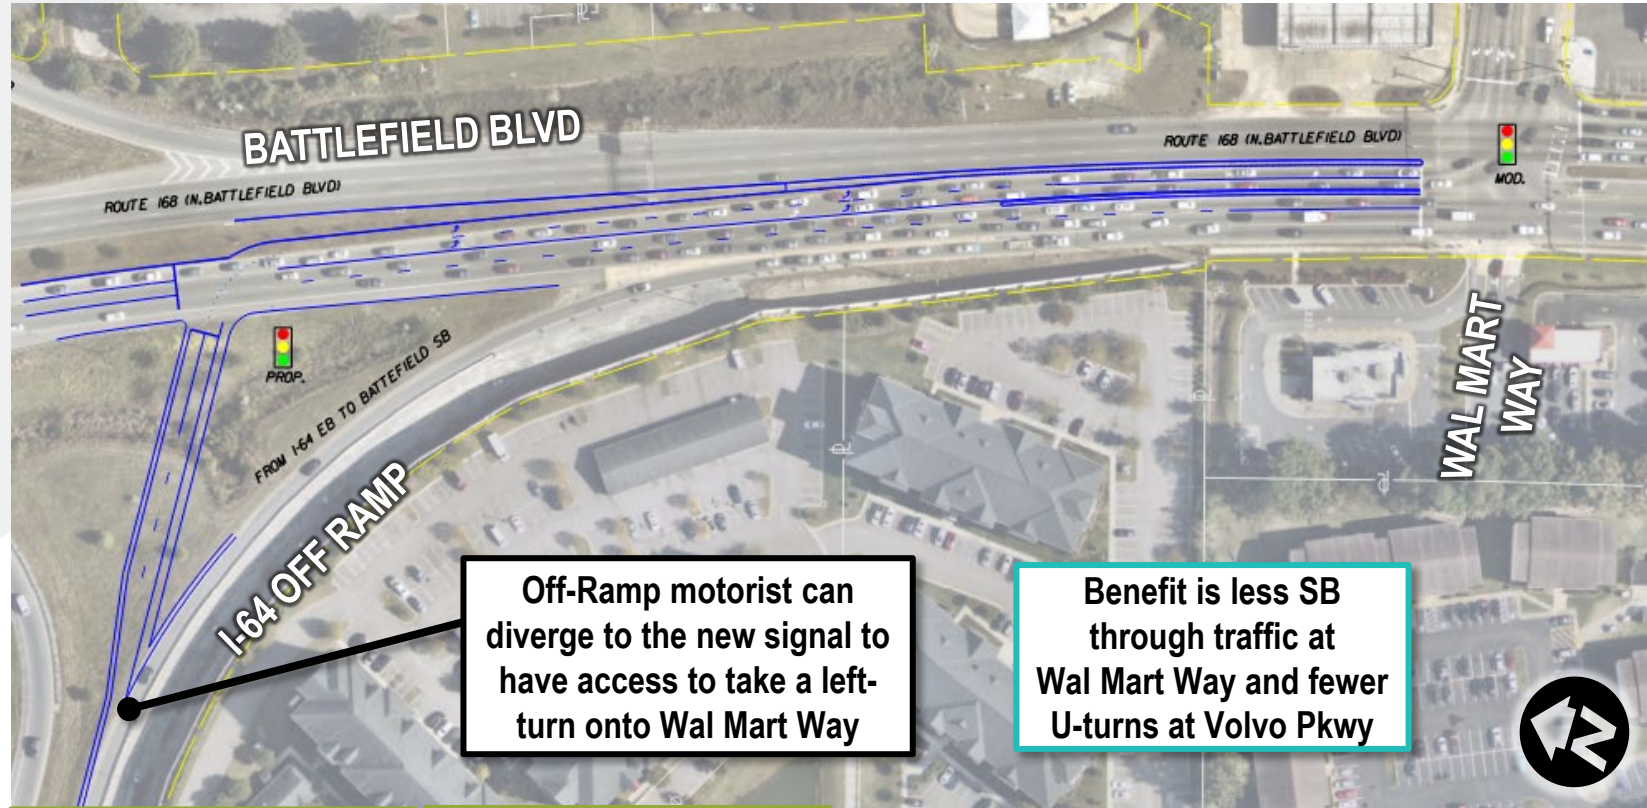 BATTLEFIELD BLVD
ROUTE 168 (N.BATTLEFIELD BLVD)
ROUTE 168 (N.BATTLEFIELD BLVD)
MOD.
PROP.
FROM I-64 EB TO BATTEFIELD SB
I-64 OFF RAMP
WAL MART
WAY
Off-Ramp motorist can
diverge to the new signal to
have access to take a left-
turn onto Wal Mart Way
Benefit is less SB
through traffic at
Wal Mart Way and fewer
U-turns at Volvo Pkwy
N